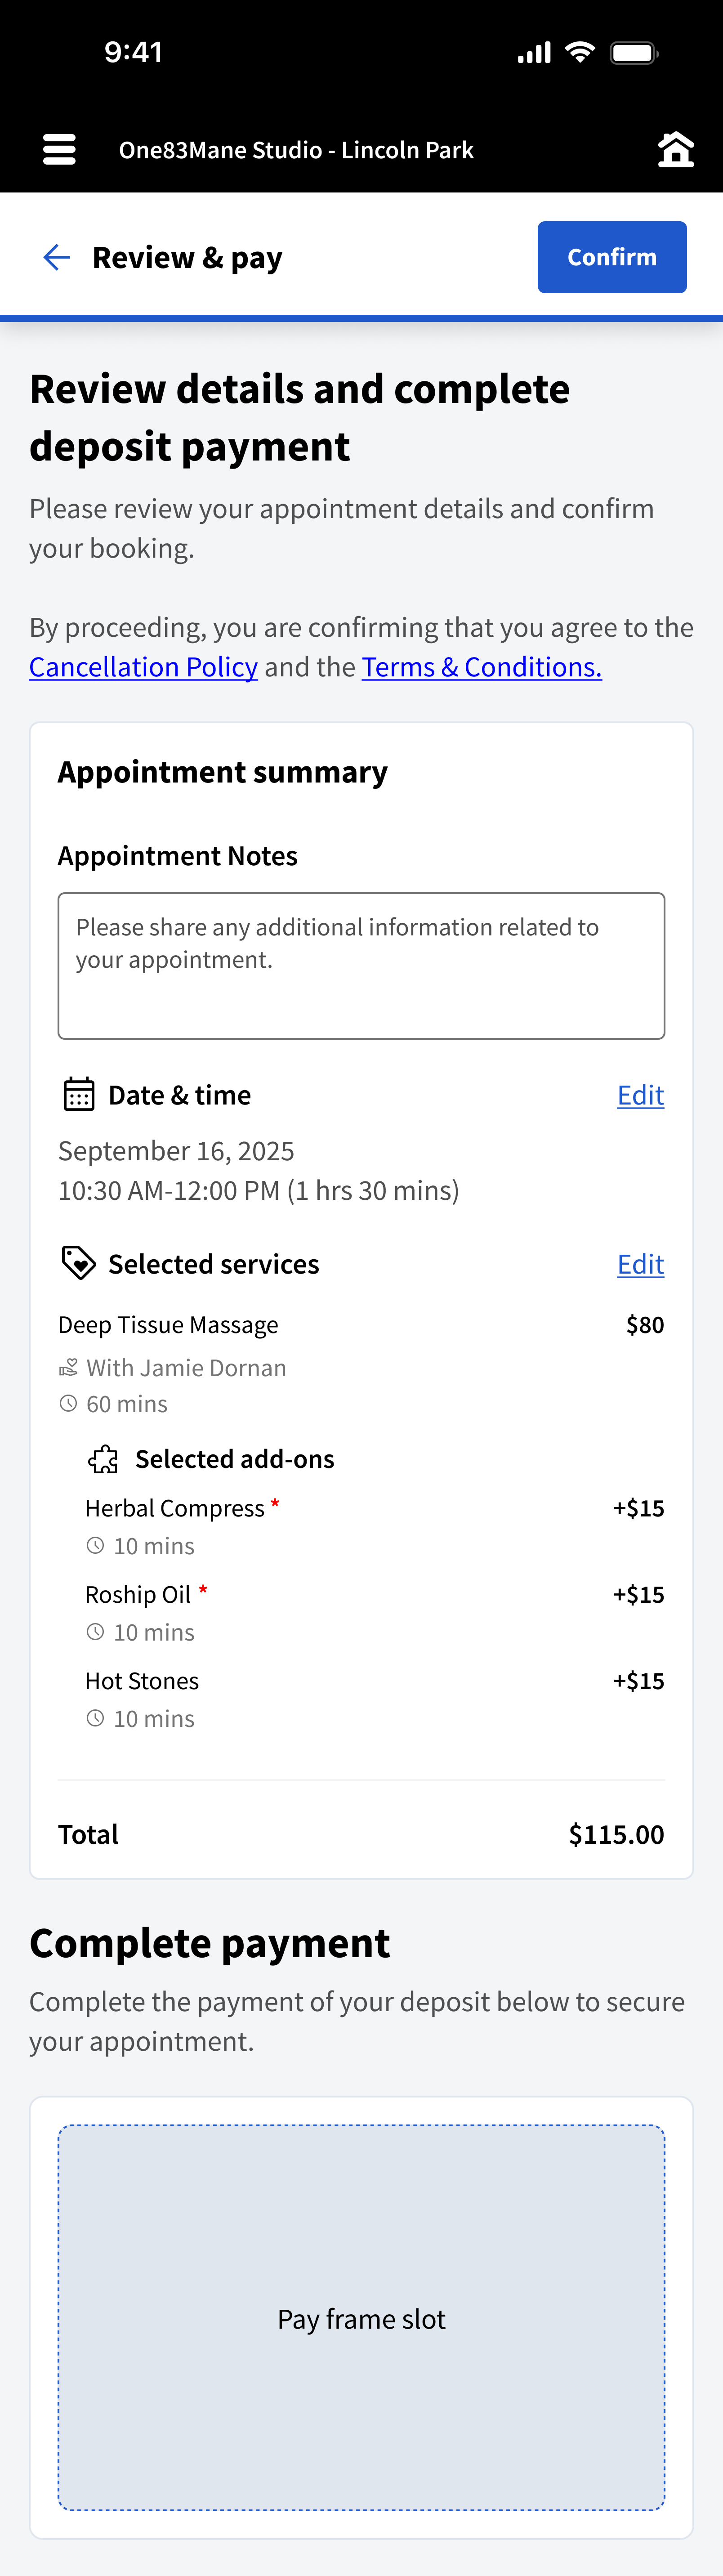 9:41
One83Mane Studio - Lincoln Park
Review & pay
Confirm
Review details and complete
deposit payment
Please review your appointment details and confirm
your booking.
By proceeding, you are confirming that you agree to the
Cancellation Policy and the Terms & Conditions.
Appointment summary
Appointment Notes
Please share any additional information related to
your appointment.
Date & time
Edit
September 16, 2025
10:30 AM-12:00 PM (1 hrs 30 mins)
Selected services
Edit
Deep Tissue Massage
$80
With Jamie Dornan
60 mins
Selected add-ons
Herbal Compress *
+$15
10 mins
Roship Oil *
+$15
10 mins
Hot Stones
+$15
10 mins
Total
$115.00
Complete payment
Complete the payment of your deposit below to secure
your appointment.
Pay frame slot